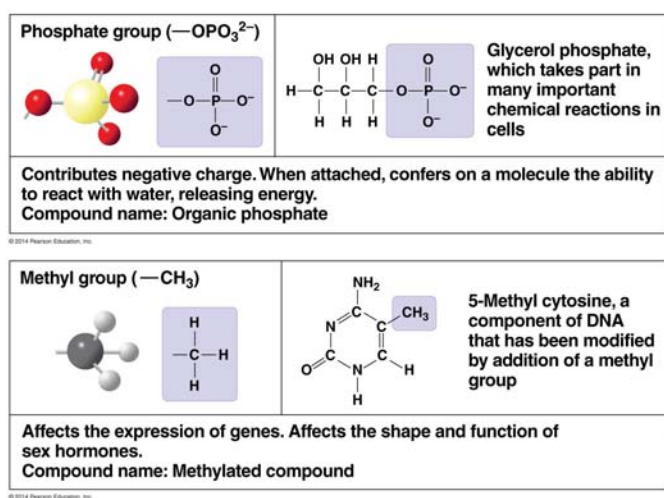 Phosphate group (—OPO₃²⁻)
O
—O—P—O⁻
O⁻
OH OH H
H—C—C—C—O—P—O⁻
O
H H H O⁻
Glycerol phosphate,
which takes part in
many important
chemical reactions in
cells
Contributes negative charge. When attached, confers on a molecule the ability
to react with water, releasing energy.
Compound name: Organic phosphate
© 2014 Pearson Education, Inc.
Methyl group (—CH₃)
H
—C—H
H
NH₂
N C C CH₃
O C N C H
H
5-Methyl cytosine, a
component of DNA
that has been modified
by addition of a methyl
group
Affects the expression of genes. Affects the shape and function of
sex hormones.
Compound name: Methylated compound
© 2014 Pearson Education, Inc.